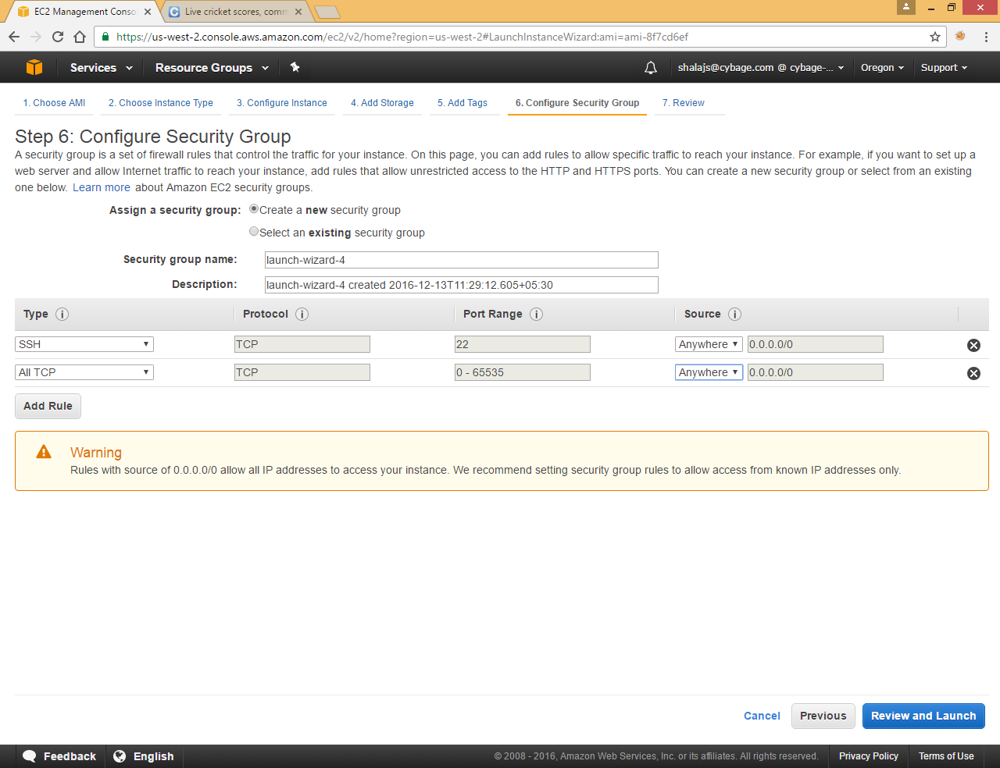 EC2 Management Conso
Live cricket scores, comm
https://us-west-2.console.aws.amazon.com/ec2/v2/home?region=us-west-2#LaunchInstanceWizard:ami=ami-8f7cd6ef
Services
Resource Groups
shalajs@cybage.com @ cybage-...
Oregon
Support
1. Choose AMI
2. Choose Instance Type
3. Configure Instance
4. Add Storage
5. Add Tags
6. Configure Security Group
7. Review
Step 6: Configure Security Group
A security group is a set of firewall rules that control the traffic for your instance. On this page, you can add rules to allow specific traffic to reach your instance. For example, if you want to set up a
web server and allow Internet traffic to reach your instance, add rules that allow unrestricted access to the HTTP and HTTPS ports. You can create a new security group or select from an existing
one below. Learn more about Amazon EC2 security groups.
Assign a security group: Create a new security group
Select an existing security group
Security group name: launch-wizard-4
Description: launch-wizard-4 created 2016-12-13T11:29:12.605+05:30
Type Protocol Port Range Source
SSH TCP 22 Anywhere 0.0.0.0/0
All TCP TCP 0 - 65535 Anywhere 0.0.0.0/0
Add Rule
Warning
Rules with source of 0.0.0.0/0 allow all IP addresses to access your instance. We recommend setting security group rules to allow access from known IP addresses only.
Cancel
Previous
Review and Launch
Feedback
English
© 2008 - 2016, Amazon Web Services, Inc. or its affiliates. All rights reserved.
Privacy Policy
Terms of Use